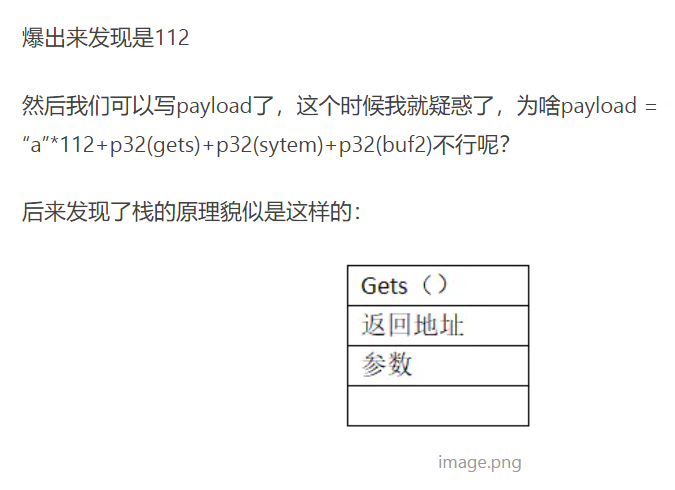 爆出来发现是112
然后我们可以写payload了，这个时候我就疑惑了，为啥payload =
“a”*112+p32(gets)+p32(sytem)+p32(buf2)不行呢？
后来发现了栈的原理貌似是这样的：
Gets（）
返回地址
参数
image.png